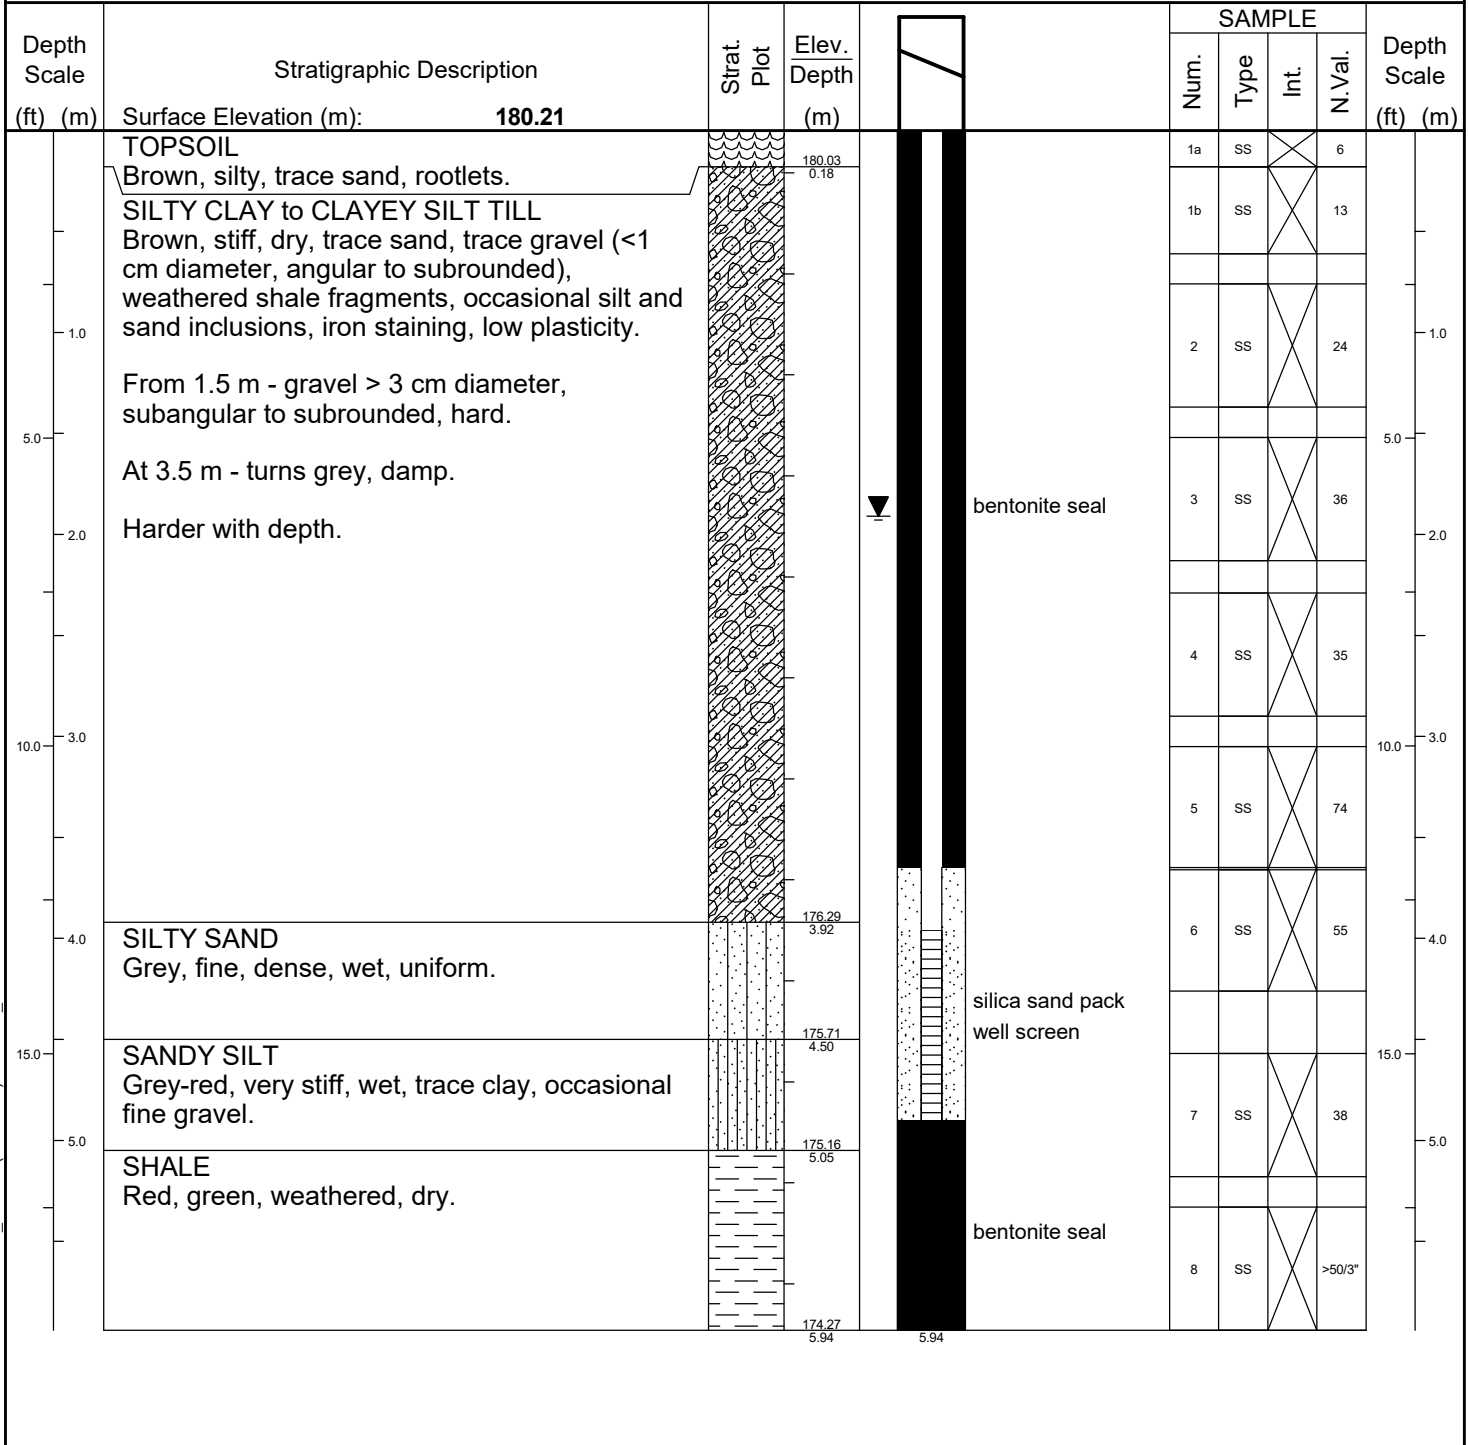 Depth
Scale
(ft) (m)
Stratigraphic Description
Surface Elevation (m): 180.21
Strat.
Plot
Elev.
Depth
(m)
SAMPLE
Num.
Type
Int.
N.Val.
Depth
Scale
(ft) (m)
TOPSOIL
Brown, silty, trace sand, rootlets.
180.03
0.18
SILTY CLAY to CLAYEY SILT TILL
Brown, stiff, dry, trace sand, trace gravel (<1
cm diameter, angular to subrounded),
weathered shale fragments, occasional silt and
sand inclusions, iron staining, low plasticity.
From 1.5 m - gravel > 3 cm diameter,
subangular to subrounded, hard.
At 3.5 m - turns grey, damp.
Harder with depth.
176.29
3.92
SILTY SAND
Grey, fine, dense, wet, uniform.
175.71
4.50
SANDY SILT
Grey-red, very stiff, wet, trace clay, occasional
fine gravel.
175.16
5.05
SHALE
Red, green, weathered, dry.
174.27
5.94
1.0
5.0
2.0
10.0
3.0
4.0
15.0
5.0
bentonite seal
silica sand pack
well screen
bentonite seal
5.94
1a SS 6
1b SS 13
2 SS 24
3 SS 36
4 SS 35
5 SS 74
6 SS 55
7 SS 38
8 SS >50/3"
1.0
5.0
2.0
10.0
3.0
4.0
15.0
5.0